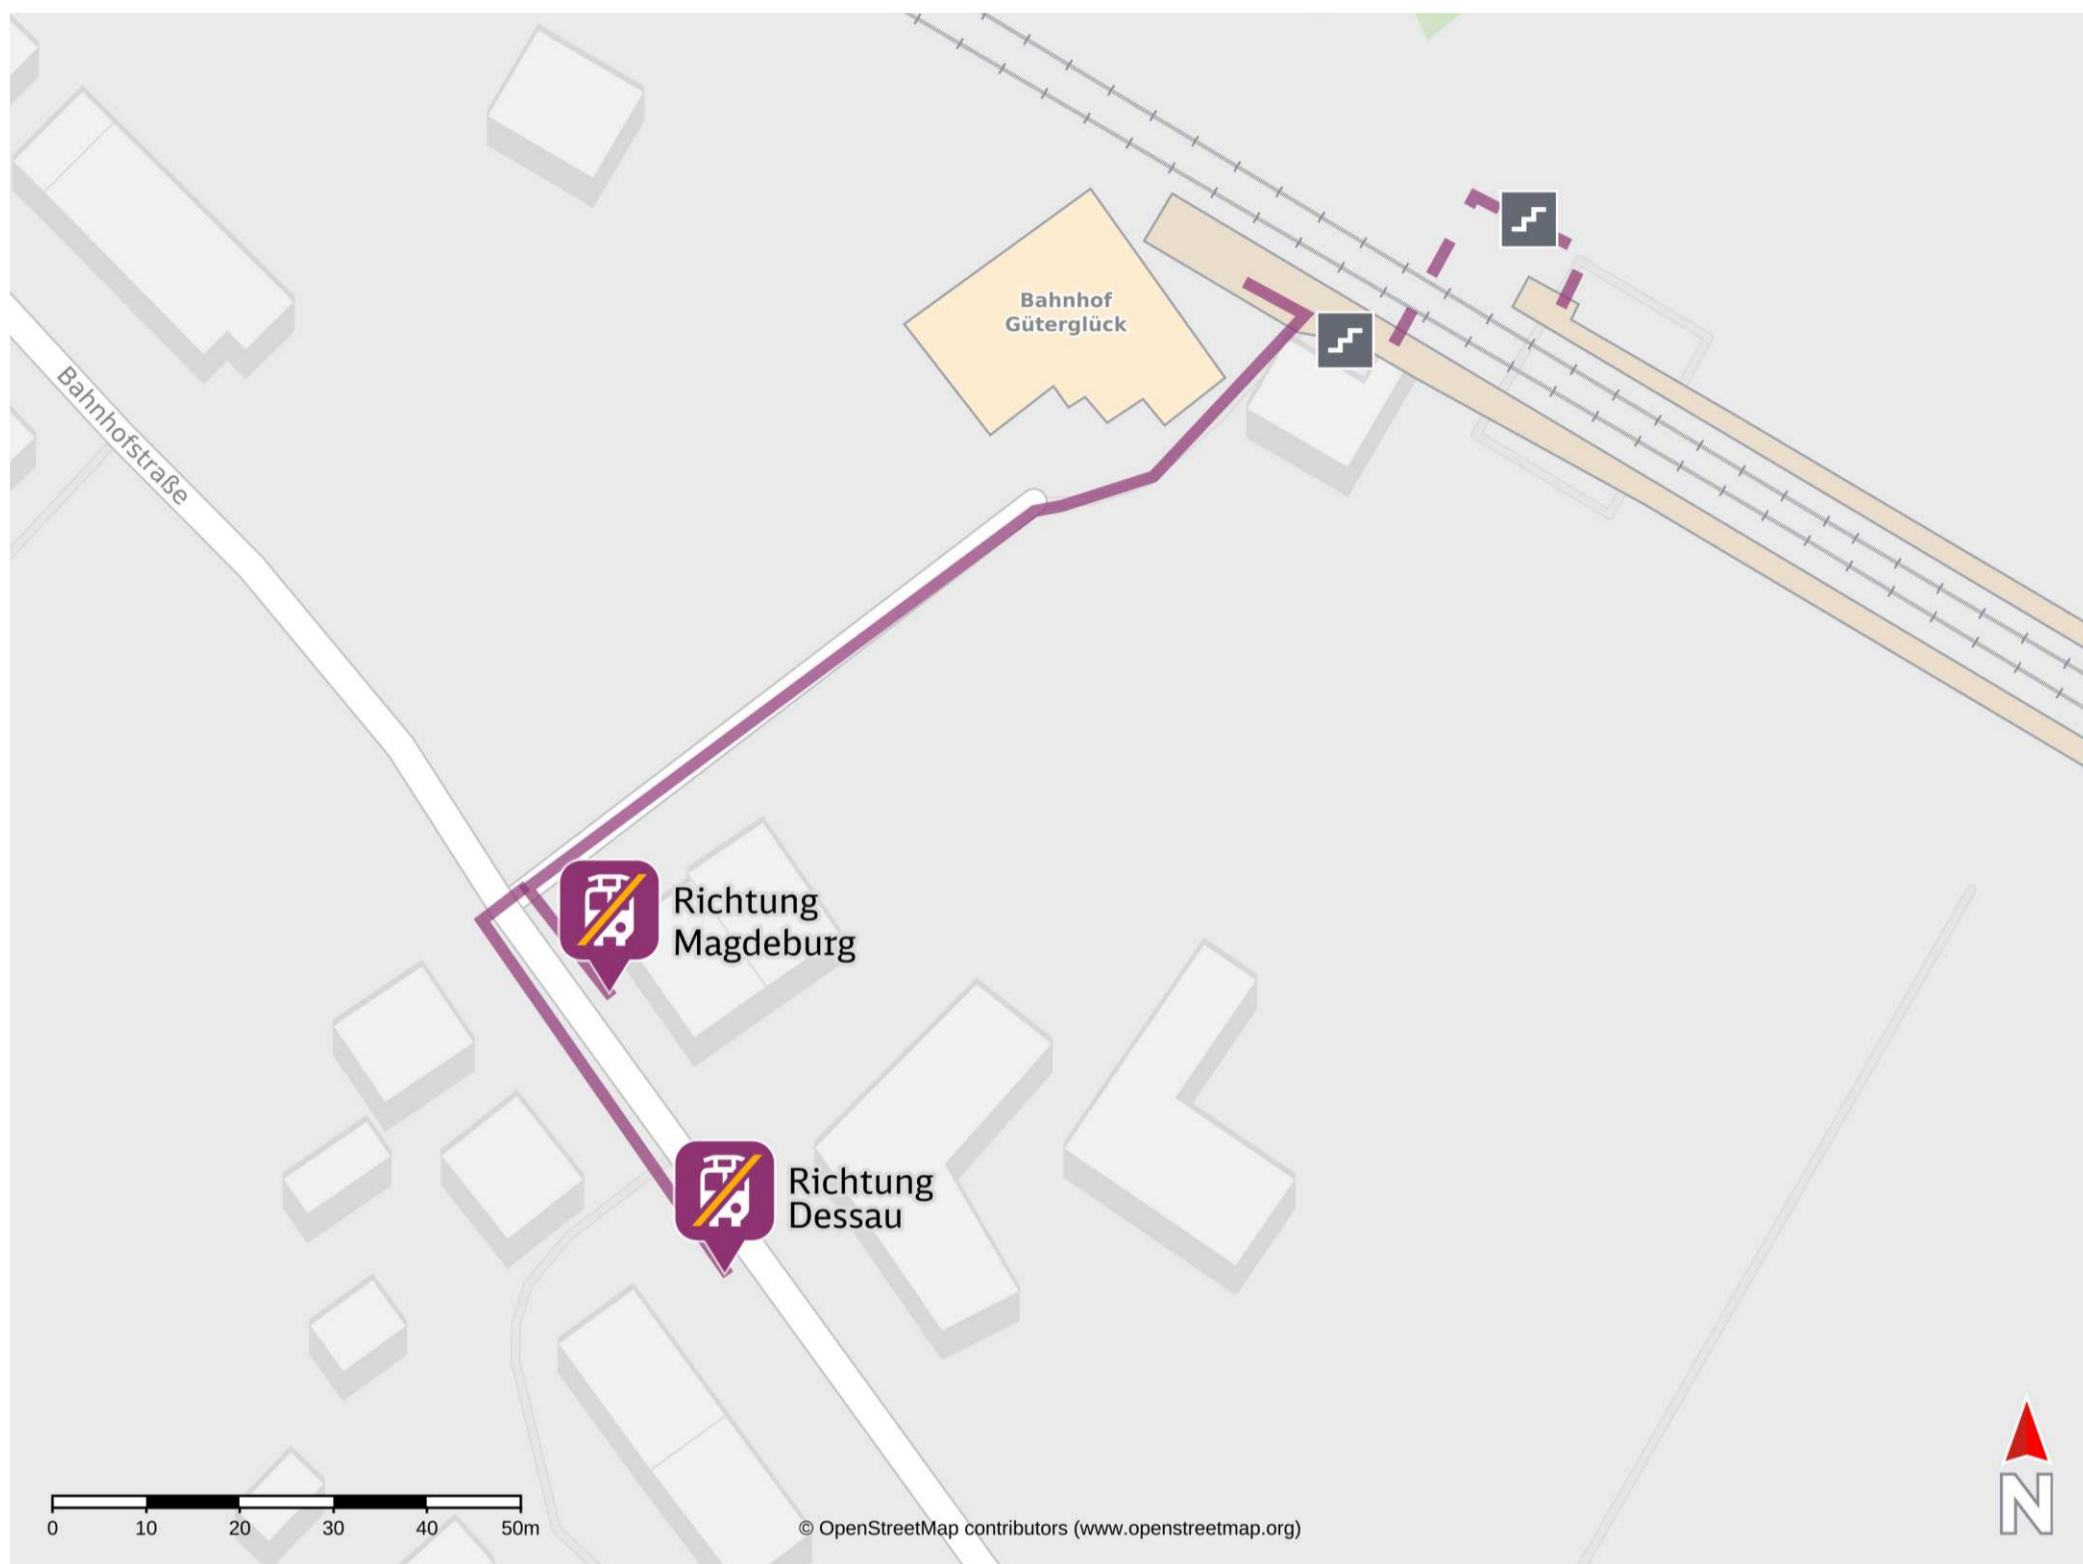 Bahnhof
Güterglück
Bahnhofstraße
Richtung
Magdeburg
Richtung
Dessau
0 10 20 30 40 50m
© OpenStreetMap contributors (www.openstreetmap.org)
N